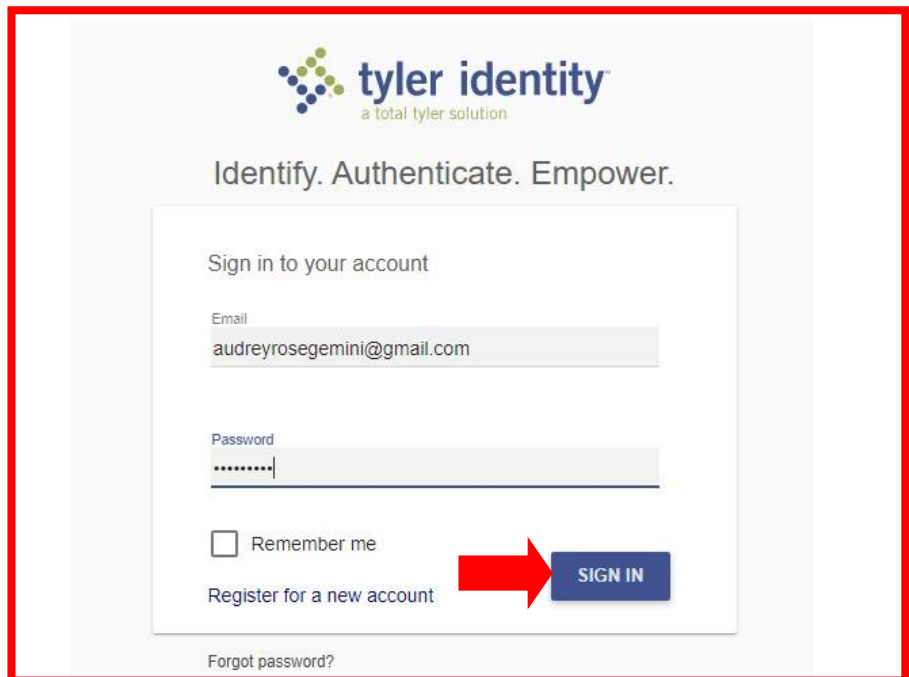 tyler identity™
a total tyler solution
Identify. Authenticate. Empower.
Sign in to your account
Email
audreyrosegemini@gmail.com
Password
•••••••••
Remember me
SIGN IN
Register for a new account
Forgot password?